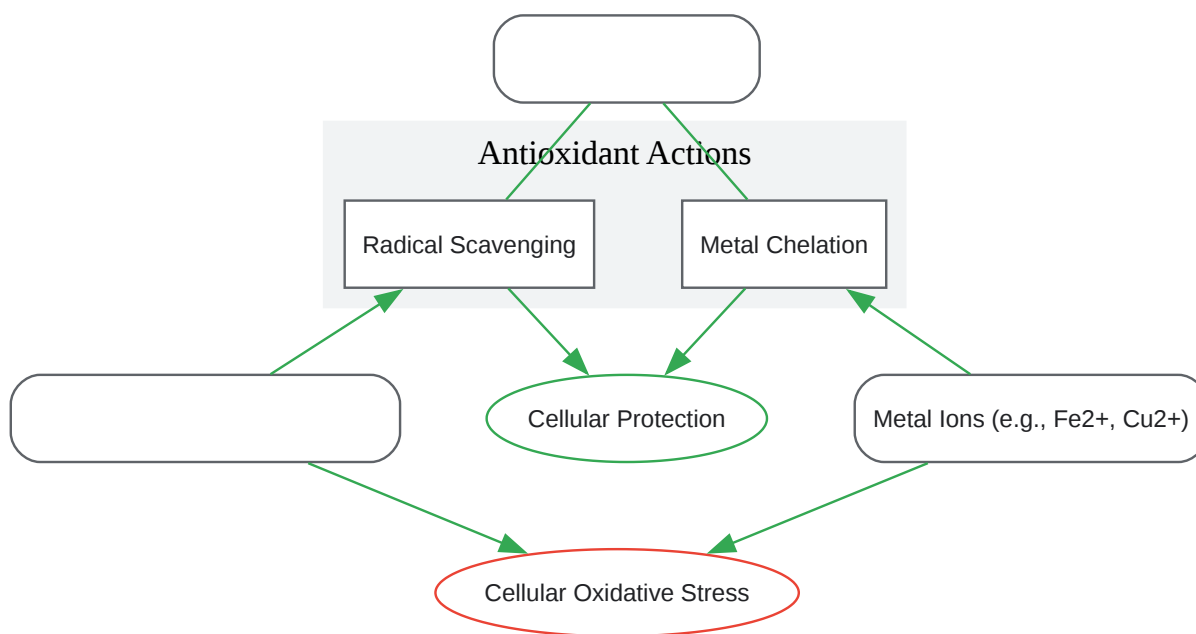 Antioxidant Actions
Radical Scavenging
Metal Chelation
Cellular Protection
Metal Ions (e.g., Fe2+, Cu2+)
Cellular Oxidative Stress